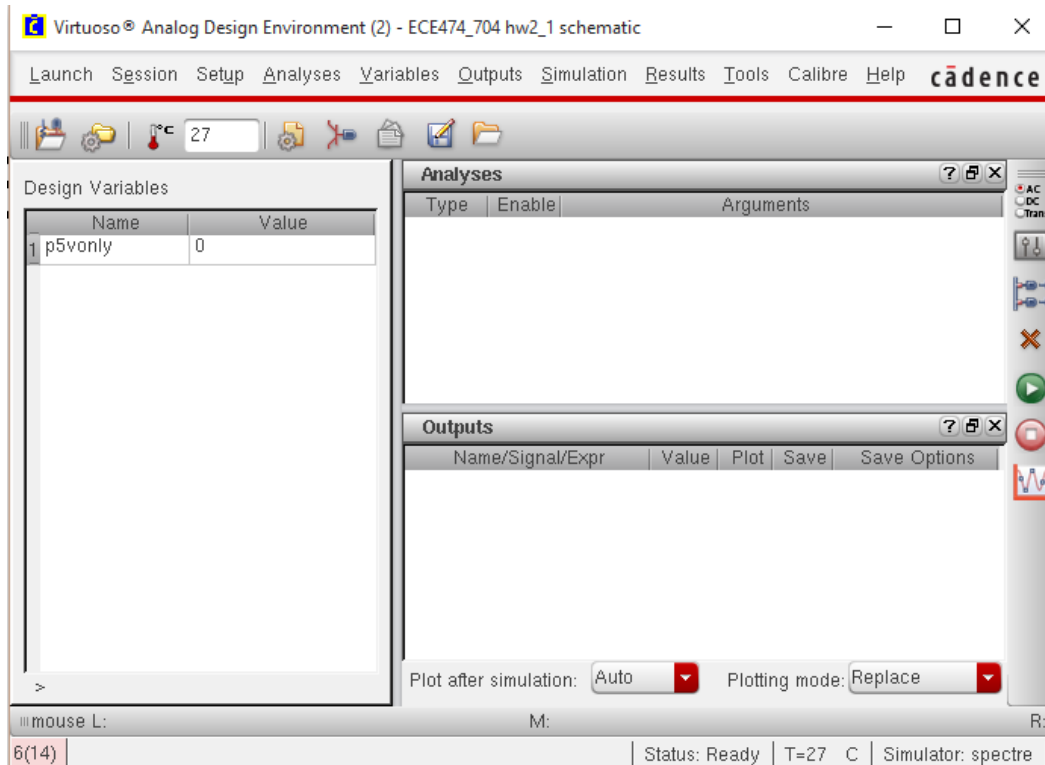 Virtuoso® Analog Design Environment (2) - ECE474_704 hw2_1 schematic
Launch Session Setup Analyses Variables Outputs Simulation Results Tools Calibre Help cādence
°C 27
Design Variables
Name Value
1 p5vonly 0
>
Analyses
Type Enable Arguments
AC
DC
Trans
Outputs
Name/Signal/Expr Value Plot Save Save Options
Plot after simulation: Auto Plotting mode: Replace
mouse L: M: R:
6(14) Status: Ready T=27 C Simulator: spectre